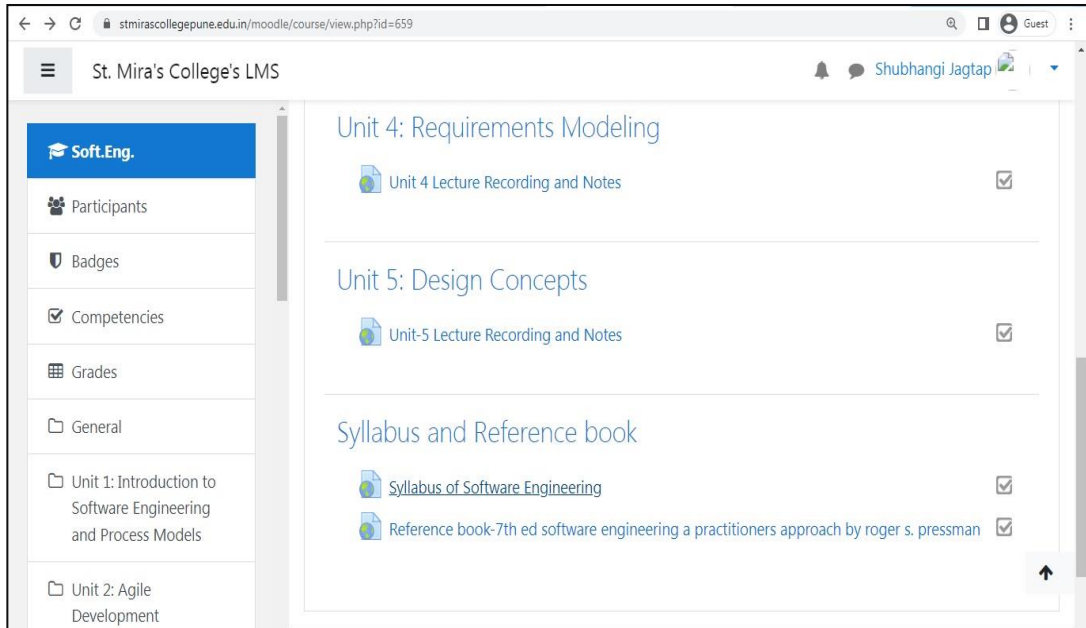 stmirascollegepune.edu.in/moodle/course/view.php?id=659
Guest
St. Mira's College's LMS
Shubhangi Jagtap
Soft.Eng.
Participants
Badges
Competencies
Grades
General
Unit 1: Introduction to
Software Engineering
and Process Models
Unit 2: Agile
Development
Unit 4: Requirements Modeling
Unit 4 Lecture Recording and Notes
Unit 5: Design Concepts
Unit-5 Lecture Recording and Notes
Syllabus and Reference book
Syllabus of Software Engineering
Reference book-7th ed software engineering a practitioners approach by roger s. pressman